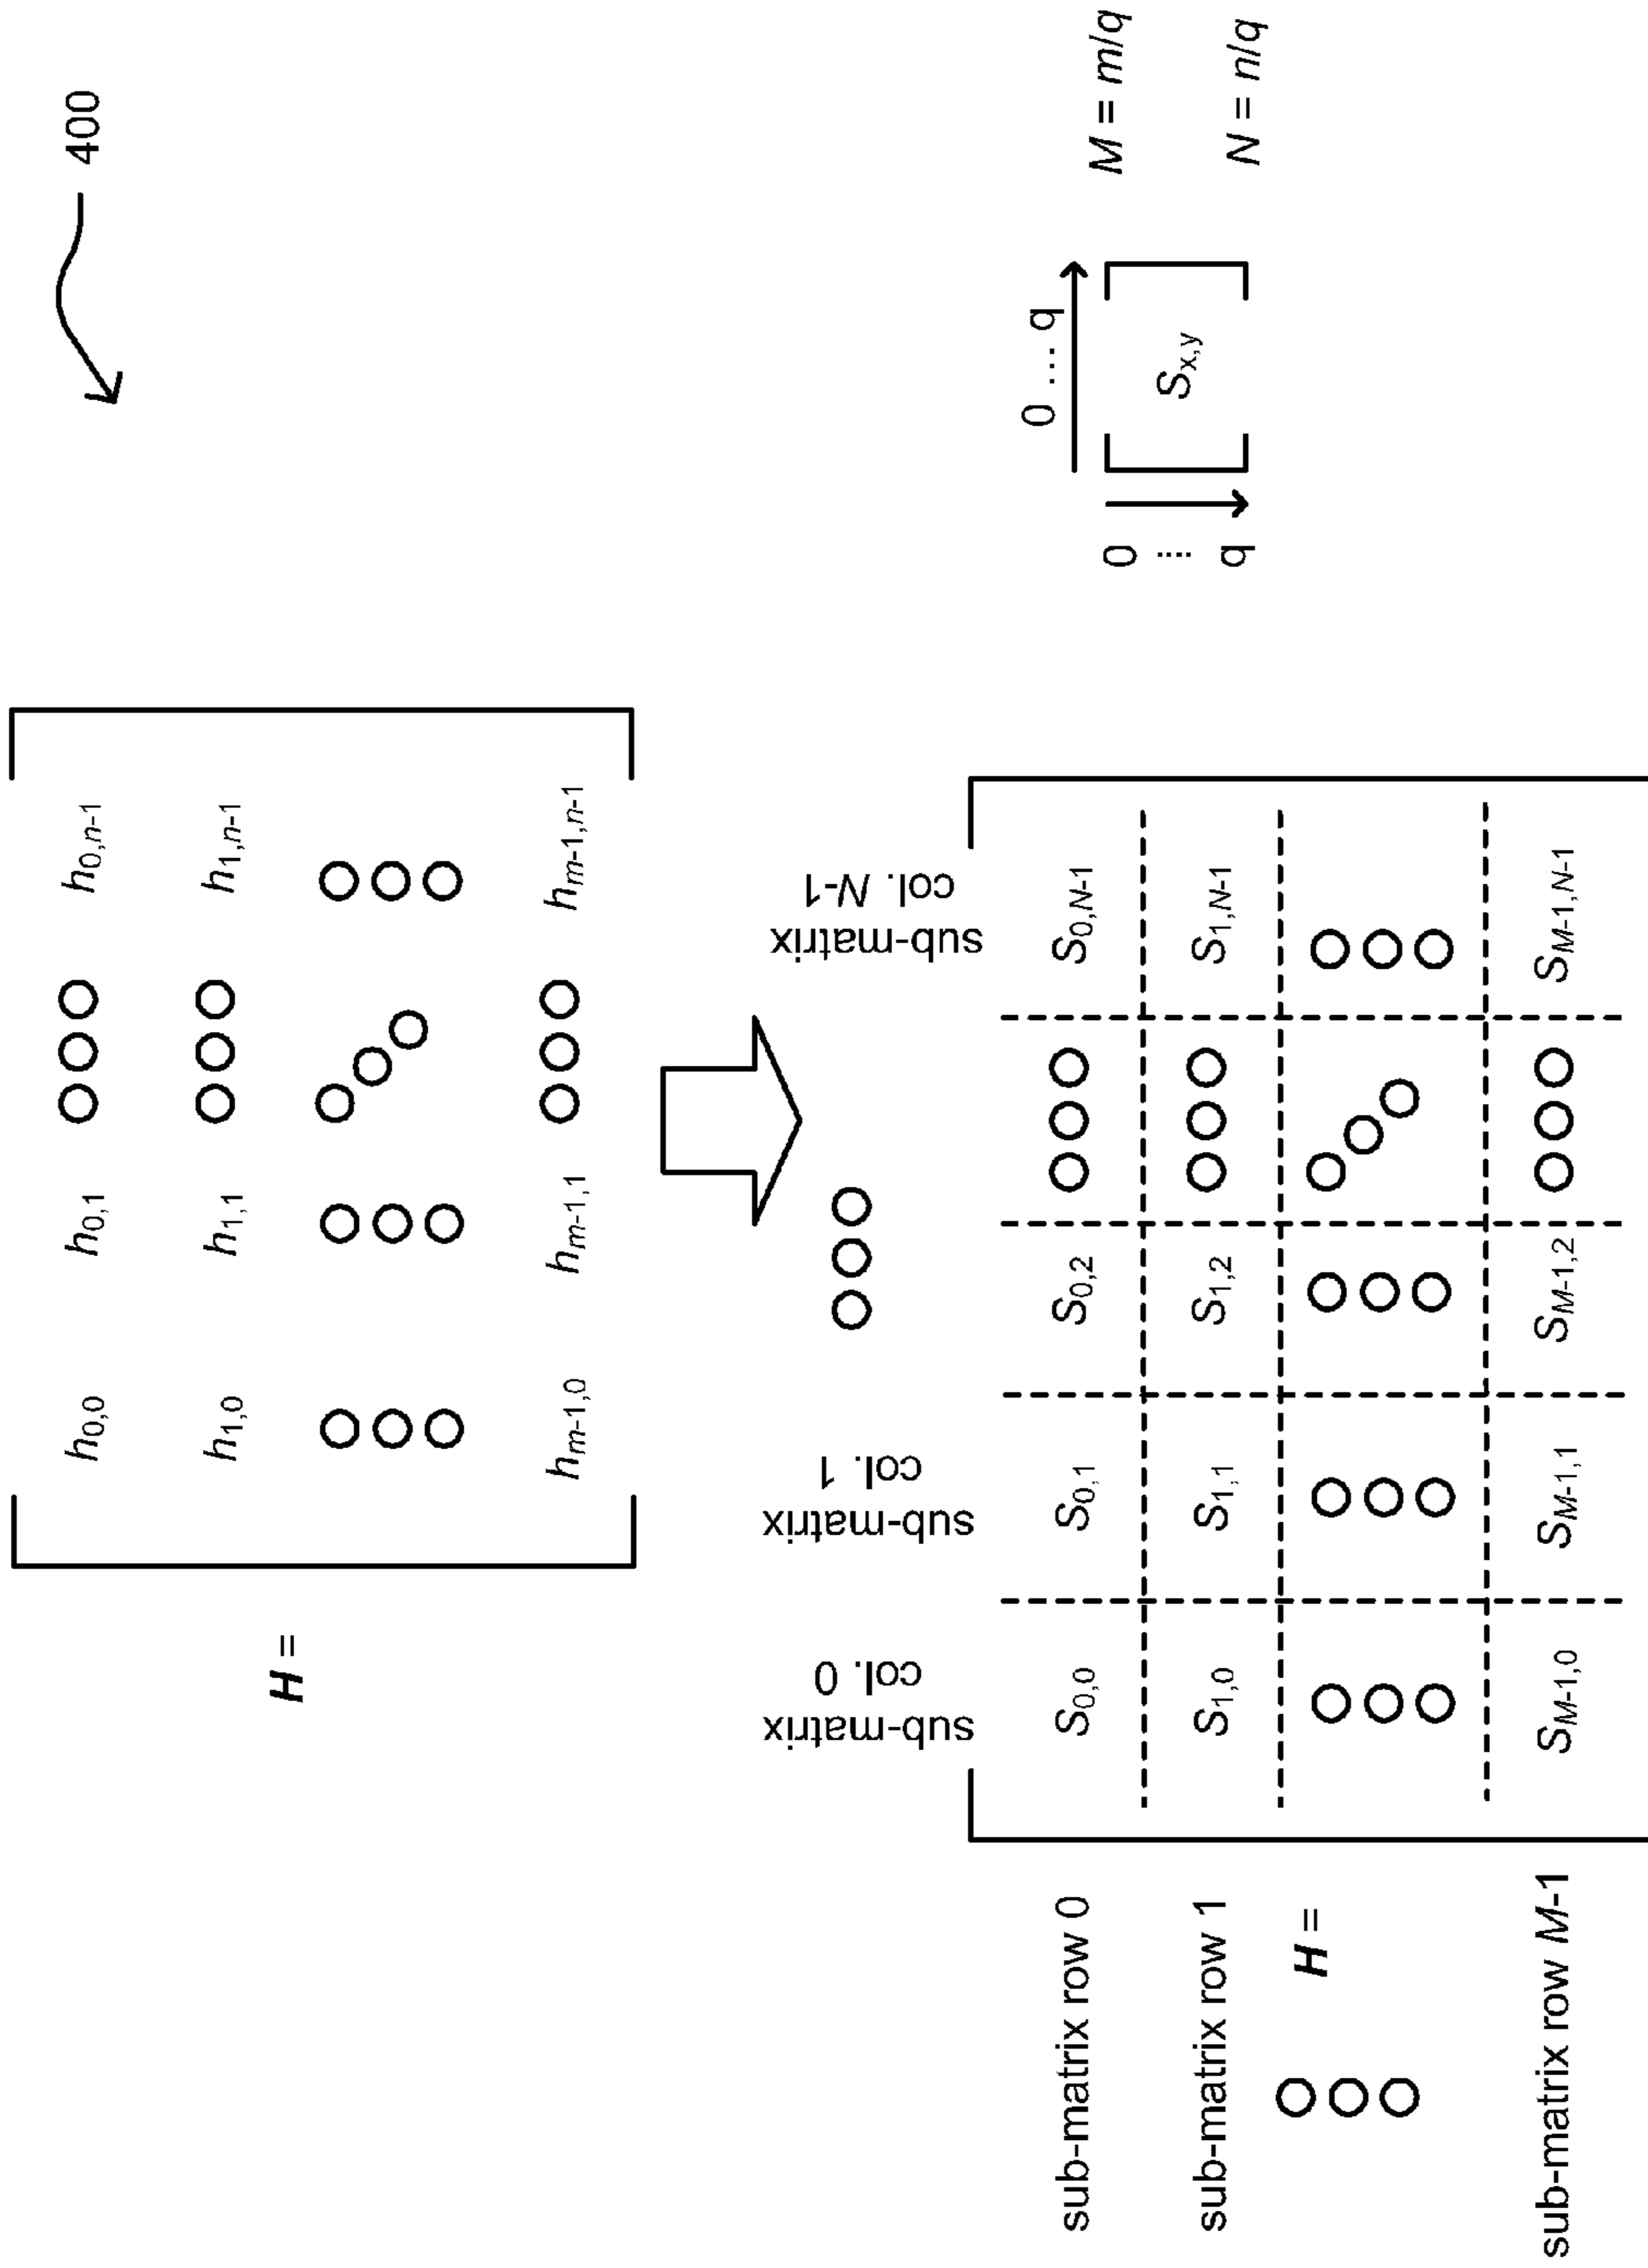 400
H =
h0,0 h0,1 h0,n-1
h1,0 h1,1 h1,n-1
hm-1,0 hm-1,1 hm-1,n-1
sub-matrix col. 0
sub-matrix col. 1
sub-matrix col. N-1
sub-matrix row 0
S0,0 S0,1 S0,2 S0,N-1
sub-matrix row 1
S1,0 S1,1 S1,2 S1,N-1
H =
sub-matrix row M-1
SM-1,0 SM-1,1 SM-1,2 SM-1,N-1
0 ... q
0
...
q
Sx,y
M = m/q
N = n/q